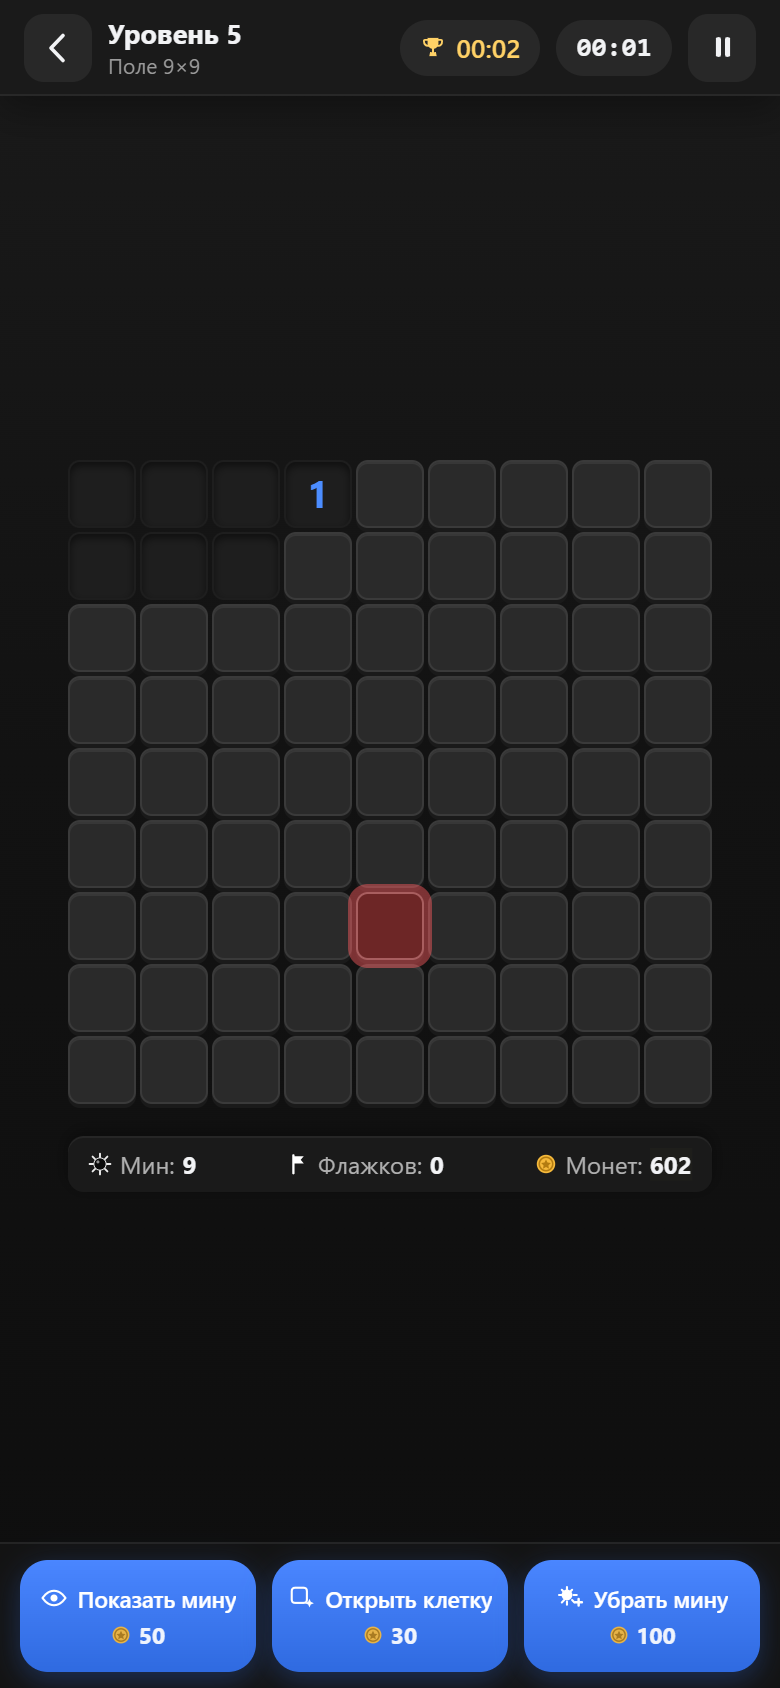 Уровень 5
Поле 9×9
00:02
00:01
1
Мин: 9
Флажков: 0
Монет: 602
Показать мину
50
Открыть клетку
30
Убрать мину
100